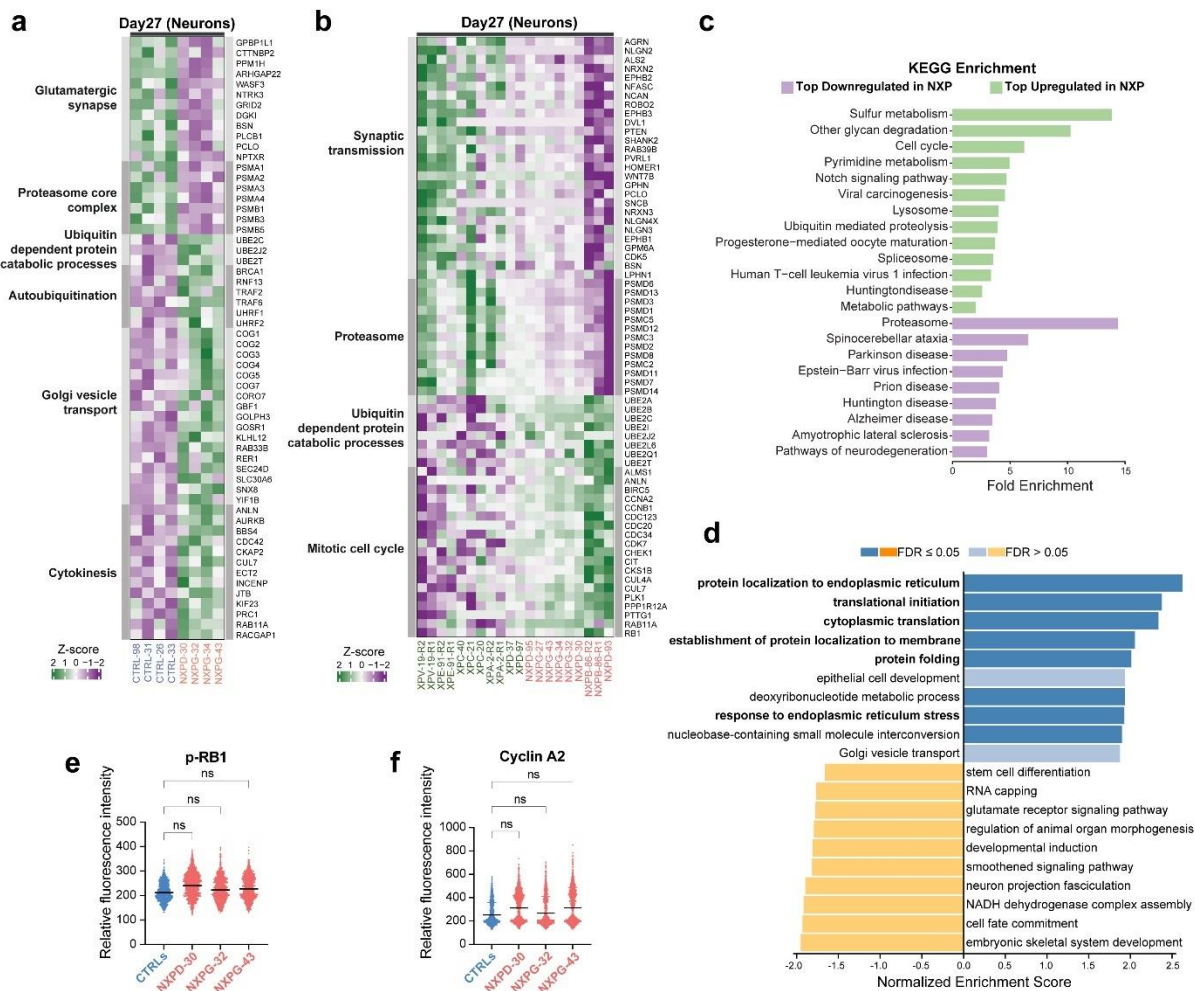 a
Day27 (Neurons)
Glutamatergic
synapse
Proteasome core
complex
Ubiquitin
dependent protein
catabolic processes
Autoubiquitination
Golgi vesicle
transport
Cytokinesis
GPBP1L1
CTTNBP2
PPM1H
ARHGAP22
WASF3
NTRK3
GRID2
DGKI
BSN
PLCB1
PCLO
NPTXR
PSMA1
PSMA2
PSMA3
PSMA4
PSMB1
PSMB3
PSMB5
UBE2C
UBE2J2
UBE2T
BRCA1
RNF13
TRAF2
TRAF6
UHRF1
UHRF2
COG1
COG2
COG3
COG4
COG5
COG7
CORO7
GBF1
GOLPH3
GOSR1
KLHL12
RAB33B
RER1
SEC24D
SLC30A6
SNX8
YIF1B
ANLN
AURKB
BBS4
CDC42
CKAP2
CUL7
ECT2
INCENP
JTB
KIF23
PRC1
RAB11A
RACGAP1
Z-score
2 1 0 -1-2
CTRL-98
CTRL-31
CTRL-26
CTRL-33
NXPD-30
NXPG-32
NXPG-34
NXPG-43
b
Day27 (Neurons)
Synaptic
transmission
Proteasome
Ubiquitin
dependent protein
catabolic processes
Mitotic cell cycle
AGRN
NLGN2
ALS2
NRXN2
EPHB2
NFASC
NCAN
ROBO2
EPHB3
DVL1
PTEN
SHANK2
RAB39B
PVRL1
HOMER1
WNT7B
GPHN
PCLO
SNCB
NRXN3
NLGN4X
NLGN3
EPHB1
GPM6A
CDK5
BSN
LPHN1
PSMD6
PSMD13
PSMD3
PSMD1
PSMC5
PSMD12
PSMC3
PSMD2
PSMD8
PSMC2
PSMD11
PSMD7
PSMD14
UBE2A
UBE2B
UBE2C
UBE2I
UBE2J2
UBE2L6
UBE2Q1
UBE2T
ALMS1
ANLN
BIRC5
CCNA2
CCNB1
CDC123
CDC20
CDC34
CDK7
CHEK1
CIT
CKS1B
CUL4A
CUL7
PLK1
PPP1R12A
PTTG1
RAB11A
RB1
Z-score
2 1 0 -1-2
XPV-19-R2
XPV-19-R1
XPE-91-R2
XPE-91-R1
XPC-40
XPC-21
XPC-20
XPA-2-R2
XPA-2-R1
XPD-37
XPD-97
NXPD-95
NXPG-27
NXPG-43
NXPG-34
NXPG-32
NXPD-30
NXPB-86-R2
NXPB-86-R1
NXPD-93
c
KEGG Enrichment
Top Downregulated in NXP
Top Upregulated in NXP
Sulfur metabolism
Other glycan degradation
Cell cycle
Pyrimidine metabolism
Notch signaling pathway
Viral carcinogenesis
Lysosome
Ubiquitin mediated proteolysis
Progesterone−mediated oocyte maturation
Spliceosome
Human T−cell leukemia virus 1 infection
Huntingtondisease
Metabolic pathways
Proteasome
Spinocerebellar ataxia
Parkinson disease
Epstein−Barr virus infection
Prion disease
Huntington disease
Alzheimer disease
Amyotrophic lateral sclerosis
Pathways of neurodegeneration
0 5 10 15
Fold Enrichment
d
FDR ≤ 0.05
FDR > 0.05
protein localization to endoplasmic reticulum
translational initiation
cytoplasmic translation
establishment of protein localization to membrane
protein folding
epithelial cell development
deoxyribonucleotide metabolic process
response to endoplasmic reticulum stress
nucleobase-containing small molecule interconversion
Golgi vesicle transport
stem cell differentiation
RNA capping
glutamate receptor signaling pathway
regulation of animal organ morphogenesis
developmental induction
smoothened signaling pathway
neuron projection fasciculation
NADH dehydrogenase complex assembly
cell fate commitment
embryonic skeletal system development
-2.0 -1.5 -1.0 -0.5 0.0 0.5 1.0 1.5 2.0 2.5
Normalized Enrichment Score
e
p-RB1
Relative fluorescence intensity
ns
ns
ns
500
400
300
200
100
0
CTRLs
NXPD-30
NXPG-32
NXPG-43
f
Cyclin A2
Relative fluorescence intensity
ns
ns
ns
1000
800
600
400
200
0
CTRLs
NXPD-30
NXPG-32
NXPG-43